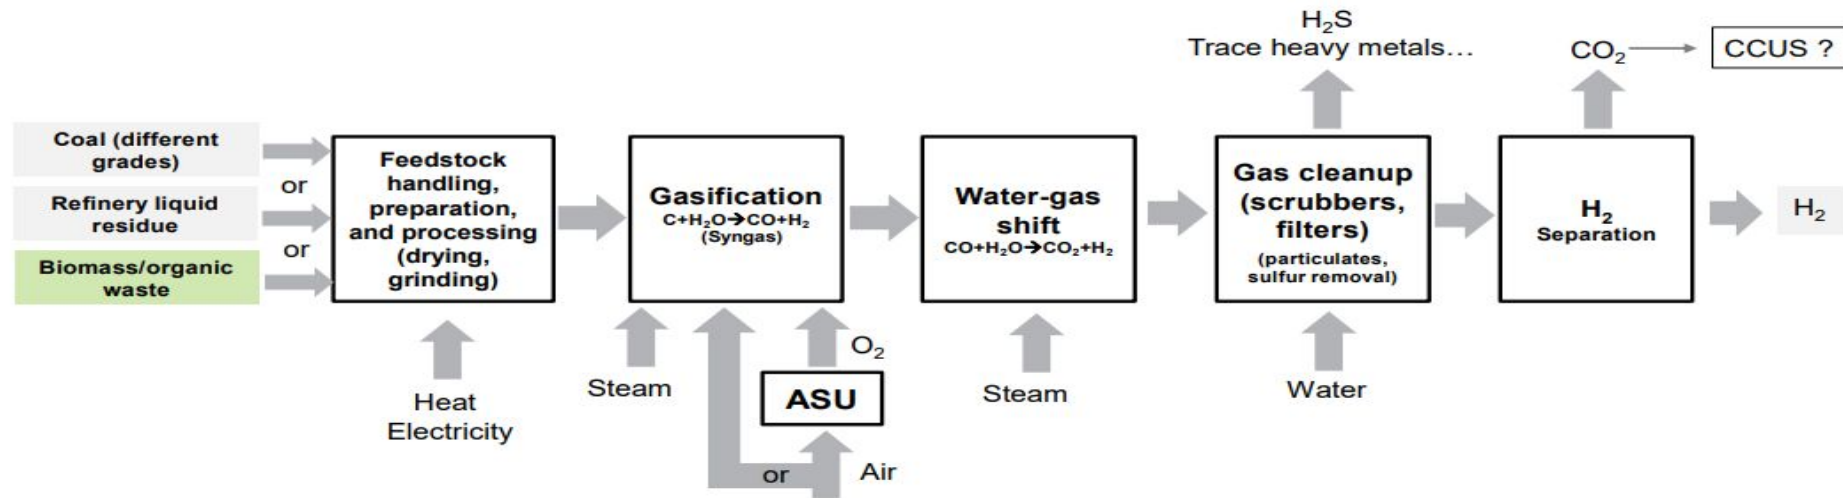 Coal (different
grades)
or
Refinery liquid
residue
or
Biomass/organic
waste
Feedstock
handling,
preparation,
and processing
(drying,
grinding)
Heat
Electricity
Gasification
C+H₂O➔CO+H₂
(Syngas)
Steam
O₂
ASU
or
Air
Water-gas
shift
CO+H₂O➔CO₂+H₂
Steam
H₂S
Trace heavy metals…
Gas cleanup
(scrubbers,
filters)
(particulates,
sulfur removal)
Water
CO₂
CCUS ?
H₂
Separation
H₂